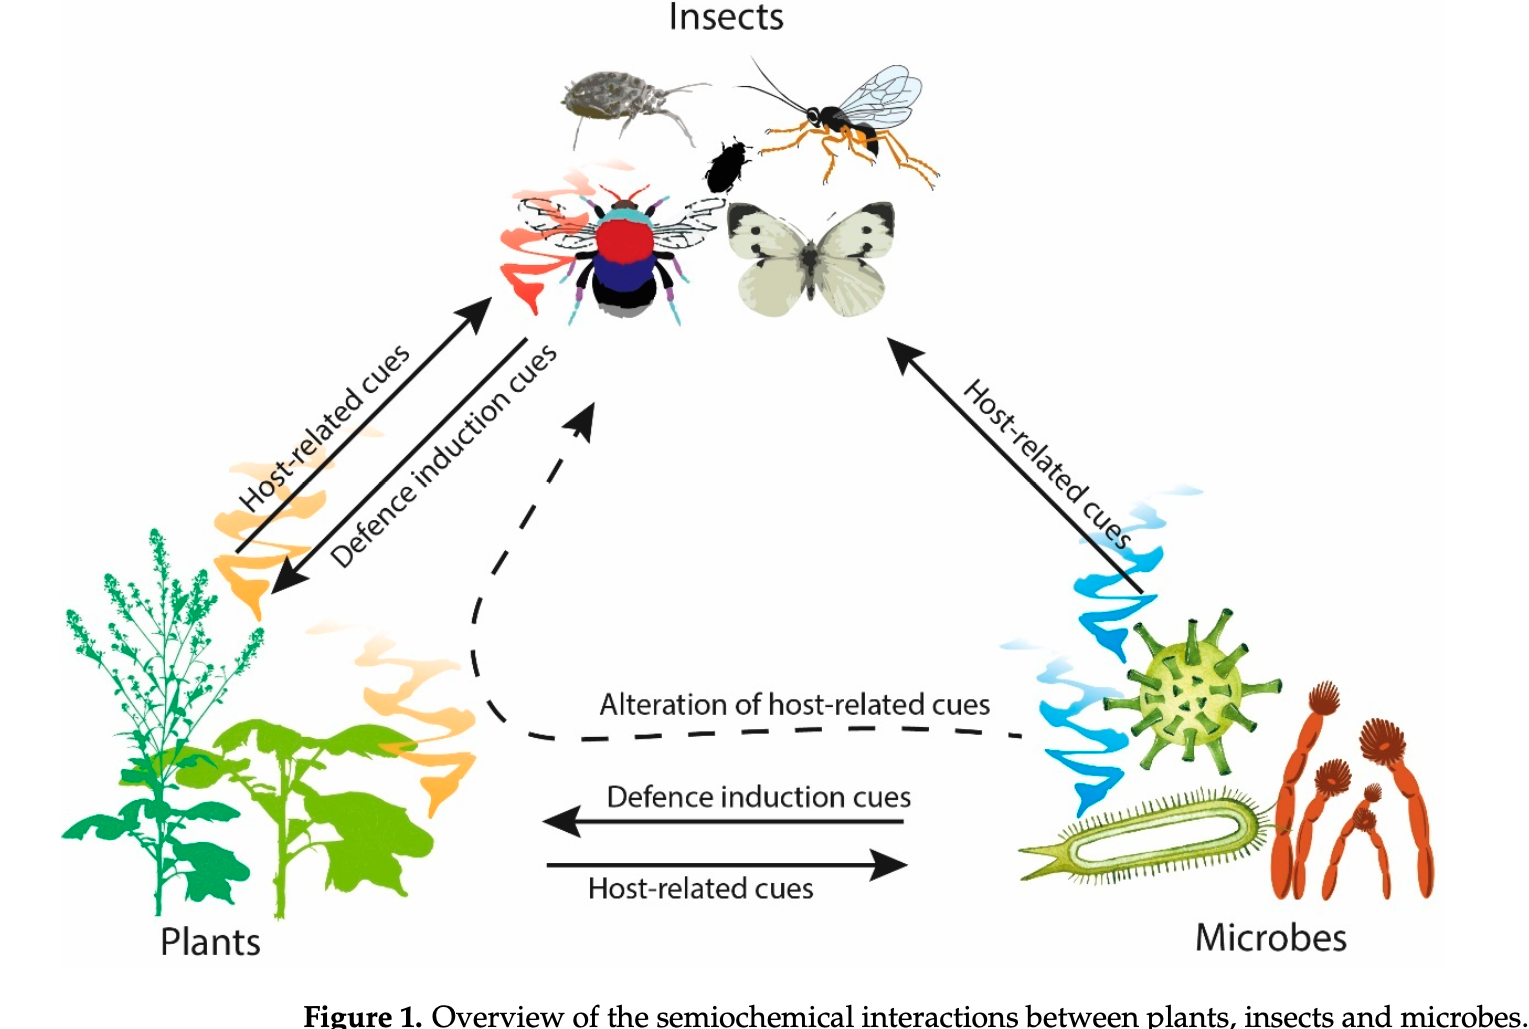 Insects
Host-related cues
Defence induction cues
Host-related cues
Alteration of host-related cues
Defence induction cues
Host-related cues
Plants
Microbes
Figure 1. Overview of the semiochemical interactions between plants, insects and microbes.